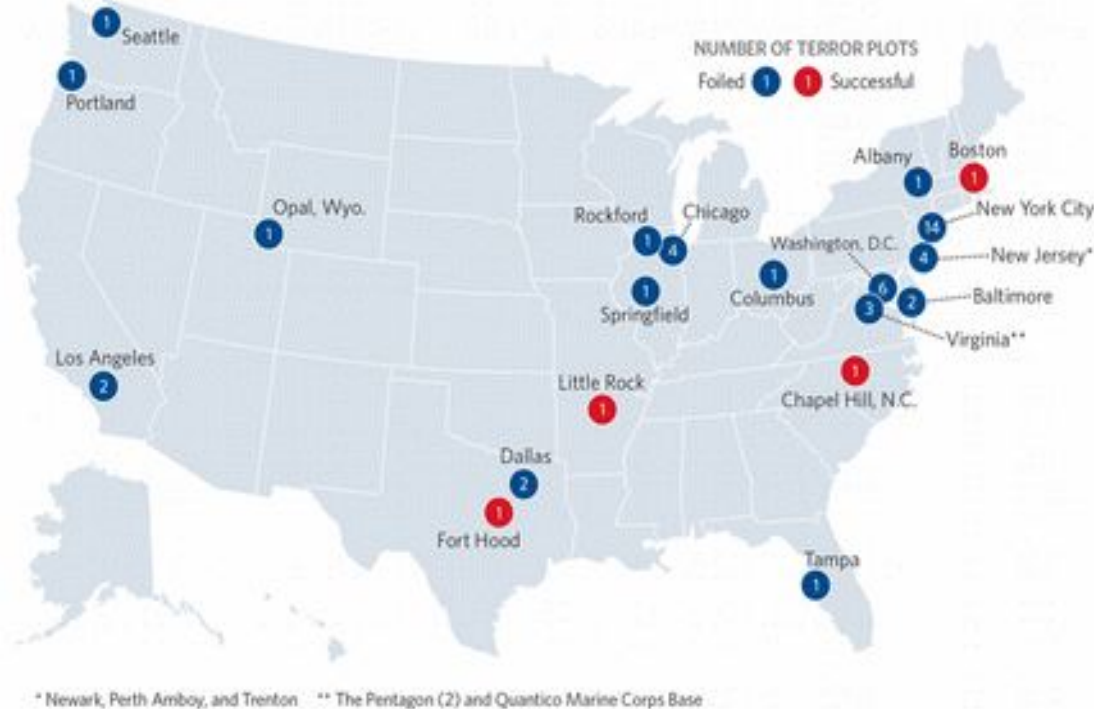 NUMBER OF TERROR PLOTS
Foiled 1 1 Successful
1
Seattle
1
Portland
Opal, Wyo.
1
Los Angeles
2
Rockford
1
Chicago
4
1
Springfield
1
Columbus
Albany
1
Boston
1
New York City
14
New Jersey*
4
Washington, D.C.
6
Baltimore
2
3
Virginia**
Little Rock
1
1
Chapel Hill, N.C.
Dallas
2
1
Fort Hood
Tampa
1
* Newark, Perth Amboy, and Trenton ** The Pentagon (2) and Quantico Marine Corps Base